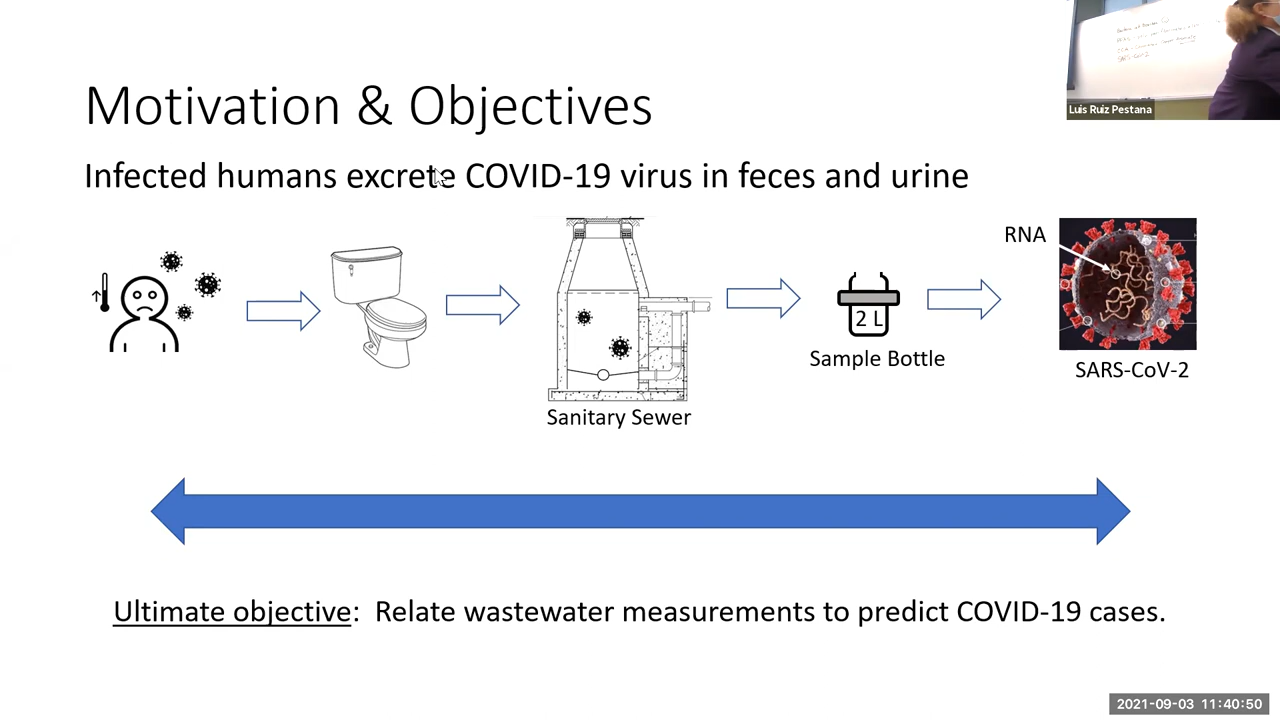 Motivation & Objectives
Luis Ruiz Pestana
Infected humans excrete COVID-19 virus in feces and urine
RNA
2 L
Sample Bottle
SARS-CoV-2
Sanitary Sewer
Ultimate objective: Relate wastewater measurements to predict COVID-19 cases.
2021-09-03 11:40:50